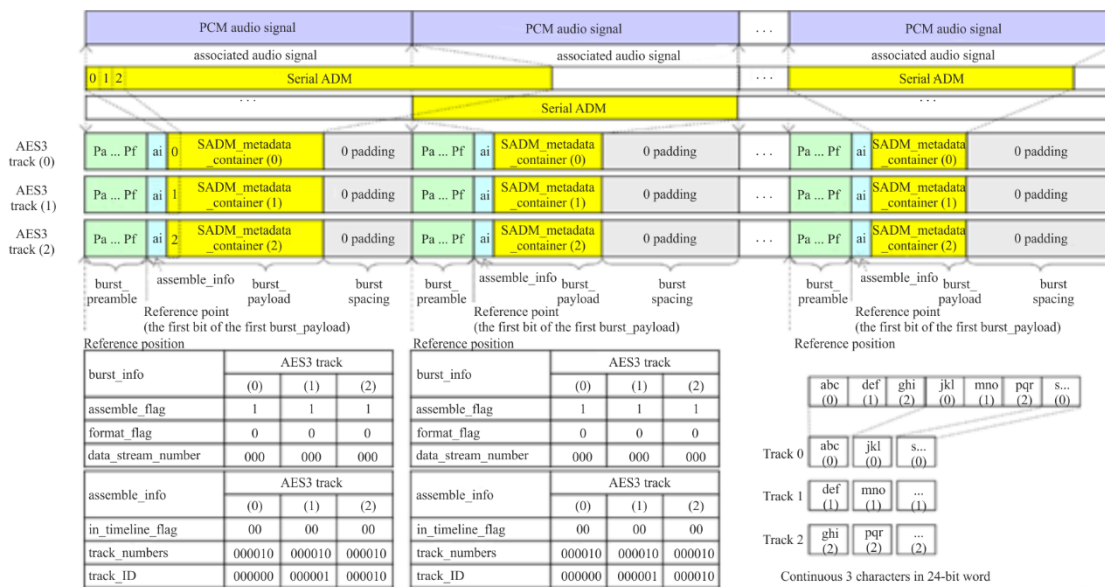 PCM audio signal PCM audio signal . . . PCM audio signal
associated audio signal associated audio signal associated audio signal
0 1 2 Serial ADM . . . Serial ADM
. . . Serial ADM . . .
AES3 track (0) Pa ... Pf ai 0 SADM_metadata _container (0) 0 padding Pa ... Pf ai SADM_metadata _container (0) 0 padding . . . Pa ... Pf ai SADM_metadata _container (0) 0 padding
AES3 track (1) Pa ... Pf ai 1 SADM_metadata _container (1) 0 padding Pa ... Pf ai SADM_metadata _container (1) 0 padding . . . Pa ... Pf ai SADM_metadata _container (1) 0 padding
AES3 track (2) Pa ... Pf ai 2 SADM_metadata _container (2) 0 padding Pa ... Pf ai SADM_metadata _container (2) 0 padding . . . Pa ... Pf ai SADM_metadata _container (2) 0 padding
assemble_info assemble_info assemble_info
burst_ preamble burst_ payload burst spacing burst_ preamble burst_ payload burst spacing burst_ preamble burst_ payload burst spacing
Reference point Reference point Reference point
(the first bit of the first burst_payload) (the first bit of the first burst_payload) (the first bit of the first burst_payload)
Reference position Reference position Reference position
burst_info AES3 track
(0) (1) (2)
assemble_flag 1 1 1
format_flag 0 0 0
data_stream_number 000 000 000
assemble_info AES3 track
(0) (1) (2)
in_timeline_flag 00 00 00
track_numbers 000010 000010 000010
track_ID 000000 000001 000010
burst_info AES3 track
(0) (1) (2)
assemble_flag 1 1 1
format_flag 0 0 0
data_stream_number 000 000 000
assemble_info AES3 track
(0) (1) (2)
in_timeline_flag 00 00 00
track_numbers 000010 000010 000010
track_ID 000000 000001 000010
abc def ghi jkl mno pqr s...
(0) (1) (2) (0) (1) (2) (0)
Track 0 abc (0) jkl (0) s... (0)
Track 1 def (1) mno (1) ... (1)
Track 2 ghi (2) pqr (2) ... (2)
Continuous 3 characters in 24-bit word